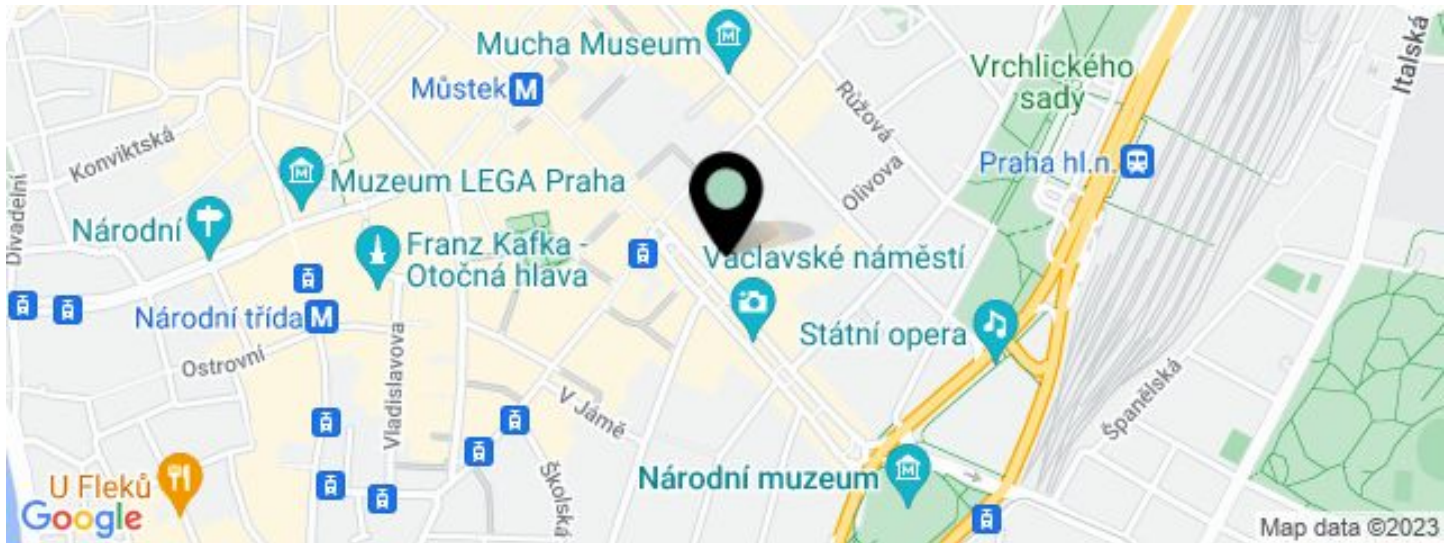 Mucha Museum
Můstek
M
Vrchlického
sady
Italská
Růžová
Konviktská
Praha hl.n.
Muzeum LEGA Praha
Olivova
Divadelní
Národní
Franz Kafka -
Otočná hlava
Václavské náměstí
Národní třída
M
Státní opera
Ostrovní
Vladislavova
V Jámě
Španělská
Školská
Národní muzeum
U Fleků
Google
Map data ©2023